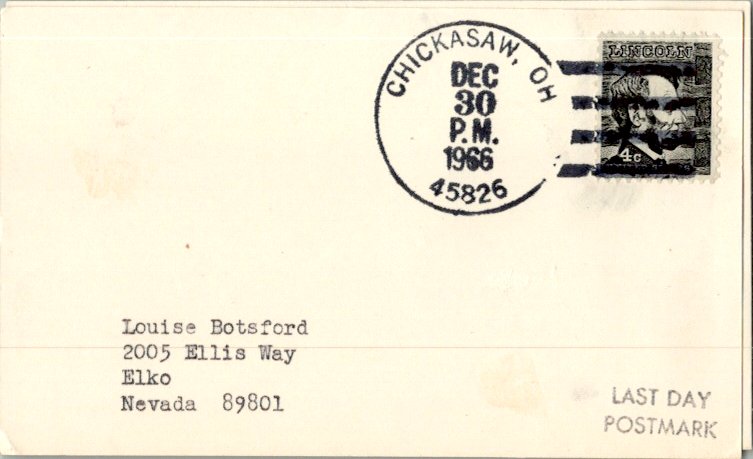 CHICKASAW, OH
DEC
30
P.M.
1966
45826
LINCOLN
4c
Louise Botsford
2005 Ellis Way
Elko
Nevada 89801
LAST DAY
POSTMARK